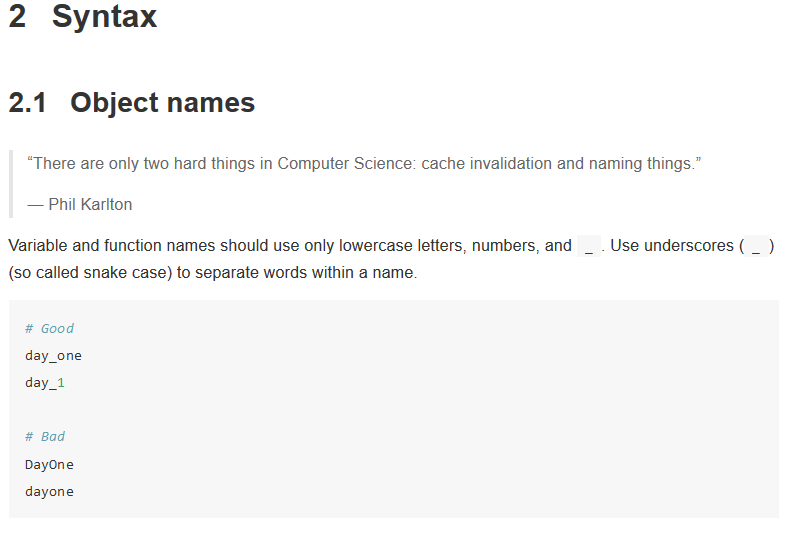 2 Syntax
2.1 Object names
“There are only two hard things in Computer Science: cache invalidation and naming things.”
— Phil Karlton
Variable and function names should use only lowercase letters, numbers, and _. Use underscores (_)
(so called snake case) to separate words within a name.
# Good
day_one
day_1
# Bad
DayOne
dayone